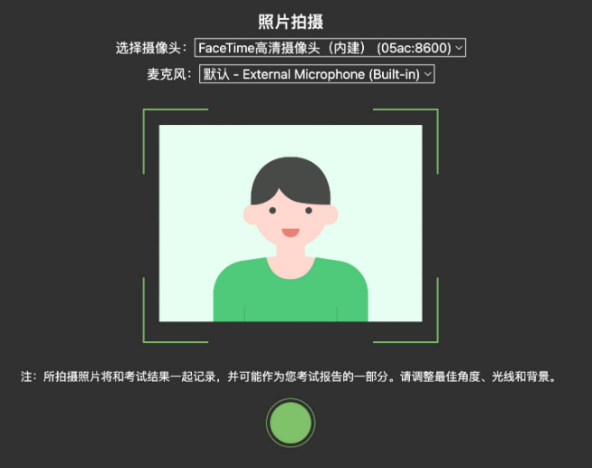 照片拍摄
选择摄像头： FaceTime高清摄像头（内建） (05ac:8600)
麦克风： 默认 - External Microphone (Built-in)
注：所拍摄照片将和考试结果一起记录，并可能作为您考试报告的一部分。请调整最佳角度、光线和背景。